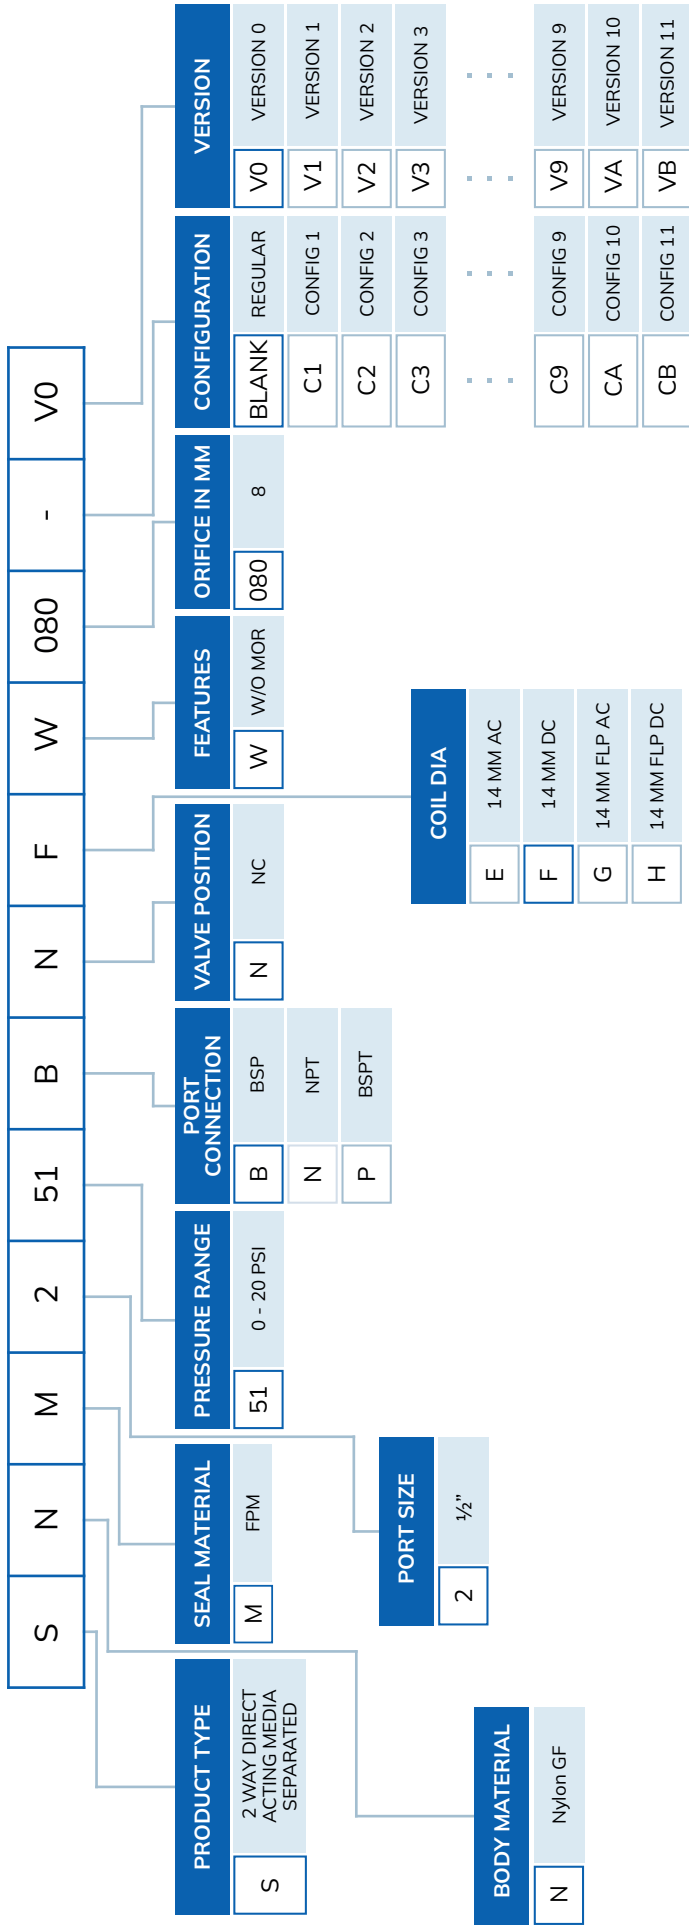 S N M 2 51 B N F W 080 - V0
PRODUCT TYPE
S
2 WAY DIRECT
ACTING MEDIA
SEPARATED
BODY MATERIAL
N
Nylon GF
SEAL MATERIAL
M
FPM
PORT SIZE
2
½”
PRESSURE RANGE
51
0 - 20 PSI
PORT
CONNECTION
B
BSP
N
NPT
P
BSPT
VALVE POSITION
N
NC
COIL DIA
E
14 MM AC
F
14 MM DC
G
14 MM FLP AC
H
14 MM FLP DC
FEATURES
W
W/O MOR
ORIFICE IN MM
080
8
CONFIGURATION
BLANK
REGULAR
C1
CONFIG 1
C2
CONFIG 2
C3
CONFIG 3
. . .
. . .
C9
CONFIG 9
CA
CONFIG 10
CB
CONFIG 11
VERSION
V0
VERSION 0
V1
VERSION 1
V2
VERSION 2
V3
VERSION 3
. . .
. . .
V9
VERSION 9
VA
VERSION 10
VB
VERSION 11